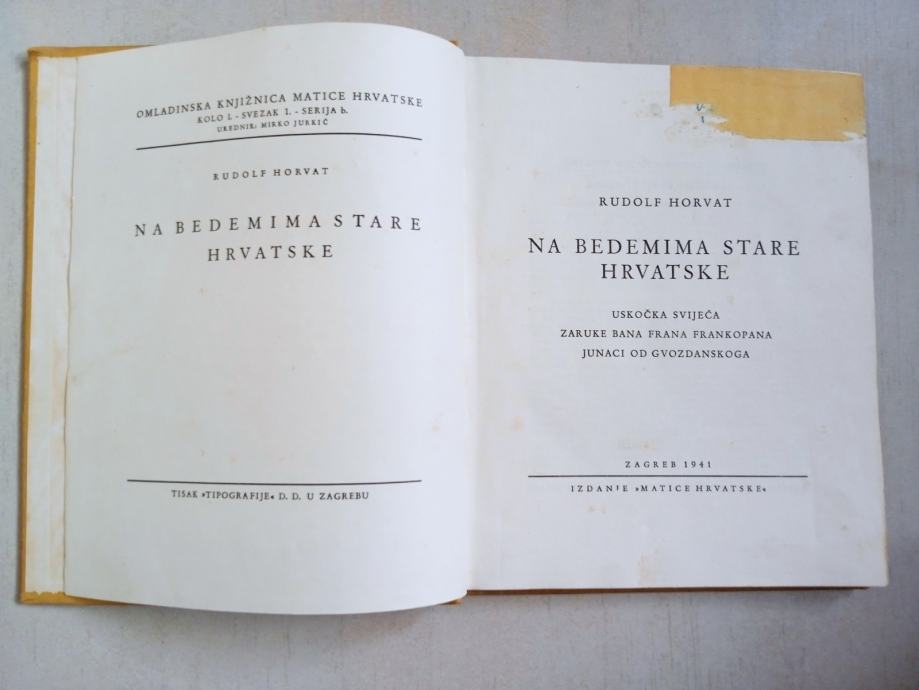 OMLADINSKA KNJIŽNICA MATICE HRVATSKE
KOLO I. - SVEZAK 1. - SERIJA b.
UREDNIK: MIRKO JURKIĆ
RUDOLF HORVAT
NA BEDEMIMA STARE
HRVATSKE
TISAK »TIPOGRAFIJE« D. D. U ZAGREBU
RUDOLF HORVAT
NA BEDEMIMA STARE
HRVATSKE
USKOČKA SVIJEĆA
ZARUKE BANA FRANA FRANKOPANA
JUNACI OD GVOZDANSKOGA
ZAGREB 1941
IZDANJE »MATICE HRVATSKE«